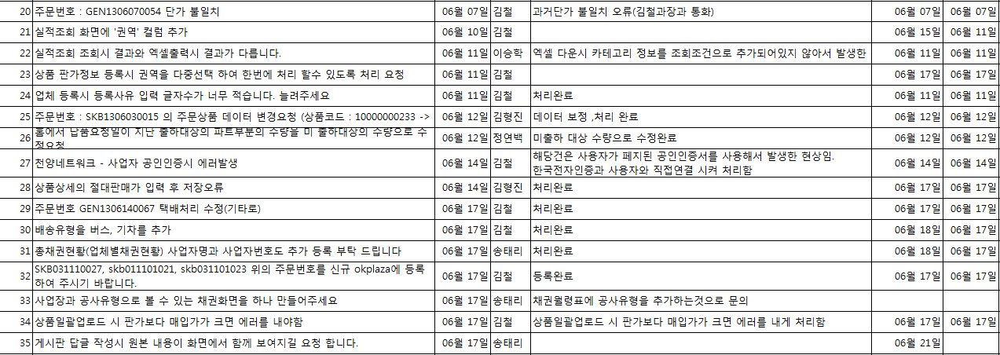 20 주문번호 : GEN1306070054 단가 불일치 06월 07일 김철 과거단가 불일치 오류(김철과장과 통화) 06월 07일 06월 07일
21 실적조회 화면에 '권역' 컬럼 추가 06월 10일 김철 06월 15일 06월 11일
22 실적조회 조회시 결과와 엑셀출력시 결과가 다릅니다. 06월 11일 이승학 엑셀 다운시 카테고리 정보를 조회조건으로 추가되어있지 않아서 발생한 06월 11일 06월 11일
23 상품 판가정보 등록시 권역을 다중선택 하여 한번에 처리 할수 있도록 처리 요청 06월 11일 김철 06월 17일 06월 17일
24 업체 등록시 등록사유 입력 글자수가 너무 적습니다. 늘려주세요 06월 11일 김철 처리완료 06월 11일 06월 11일
25 주문번호 : SKB1306030015 의 주문상품 데이터 변경요청 (상품코드 : 10000000233 -> 06월 12일 김형진 데이터 보정 ,처리 완료 06월 12일 06월 12일
홈에서 납품요청일이 지난 출하대상의 파트부분의 수량을 미 출하대상의 수량으로 수
26 정요청 06월 12일 정연백 미출하 대상 수량으로 수정완료 06월 12일 06월 12일
27 천양네트워크 - 사업자 공인인증시 에러발생 06월 14일 김철 해당건은 사용자가 폐지된 공인인증서를 사용해서 발생한 현상임. 06월 14일 06월 14일
한국전자인증과 사용자와 직접연결 시켜 처리함
28 상품상세의 절대판매가 입력 후 저장오류 06월 14일 김형진 처리완료 06월 17일 06월 17일
29 주문번호 GEN1306140067 택배처리 수정(기타로) 06월 17일 김철 처리완료 06월 17일 06월 17일
30 배송유형을 버스, 기차를 추가 06월 17일 김철 처리완료 06월 18일 06월 17일
31 총채권현황(업체별채권현황) 사업자명과 사업자번호도 추가 등록 부탁 드립니다 06월 17일 송태리 처리완료 06월 18일 06월 17일
SKB031110027, skb011101021, skb031101023 위의 주문번호를 신규 okplaza에 등록
32 하여 주시기 바랍니다. 06월 17일 김철 등록완료 06월 17일 06월 17일
33 사업장과 공사유형으로 볼 수 있는 채권화면을 하나 만들어주세요 06월 17일 송태리 채권월령표에 공사유형을 추가하는것으로 문의
34 상품일괄업로드 시 판가보다 매입가가 크면 에러를 내야함 06월 17일 김철 상품일괄업로드 시 판가보다 매입가가 크면 에러를 내게 처리함 06월 17일 06월 17일
35 게시판 답글 작성시 원본 내용이 화면에서 함께 보여지길 요청 합니다. 06월 17일 송태리 06월 21일